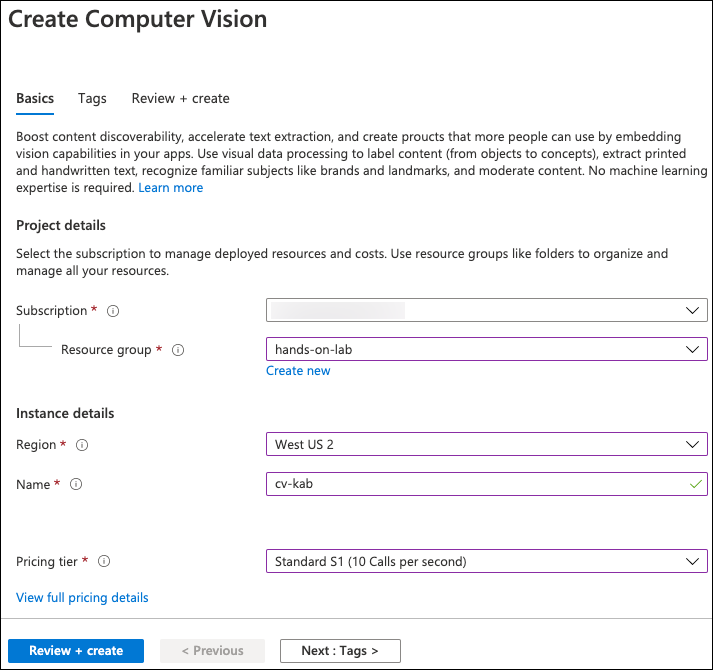 Create Computer Vision
Basics Tags Review + create
Boost content discoverability, accelerate text extraction, and create proucts that more people can use by embedding
vision capabilities in your apps. Use visual data processing to label content (from objects to concepts), extract printed
and handwritten text, recognize familiar subjects like brands and landmarks, and moderate content. No machine learning
expertise is required. Learn more
Project details
Select the subscription to manage deployed resources and costs. Use resource groups like folders to organize and
manage all your resources.
Subscription *
Resource group * hands-on-lab
Create new
Instance details
Region * West US 2
Name * cv-kab
Pricing tier * Standard S1 (10 Calls per second)
View full pricing details
Review + create < Previous Next : Tags >